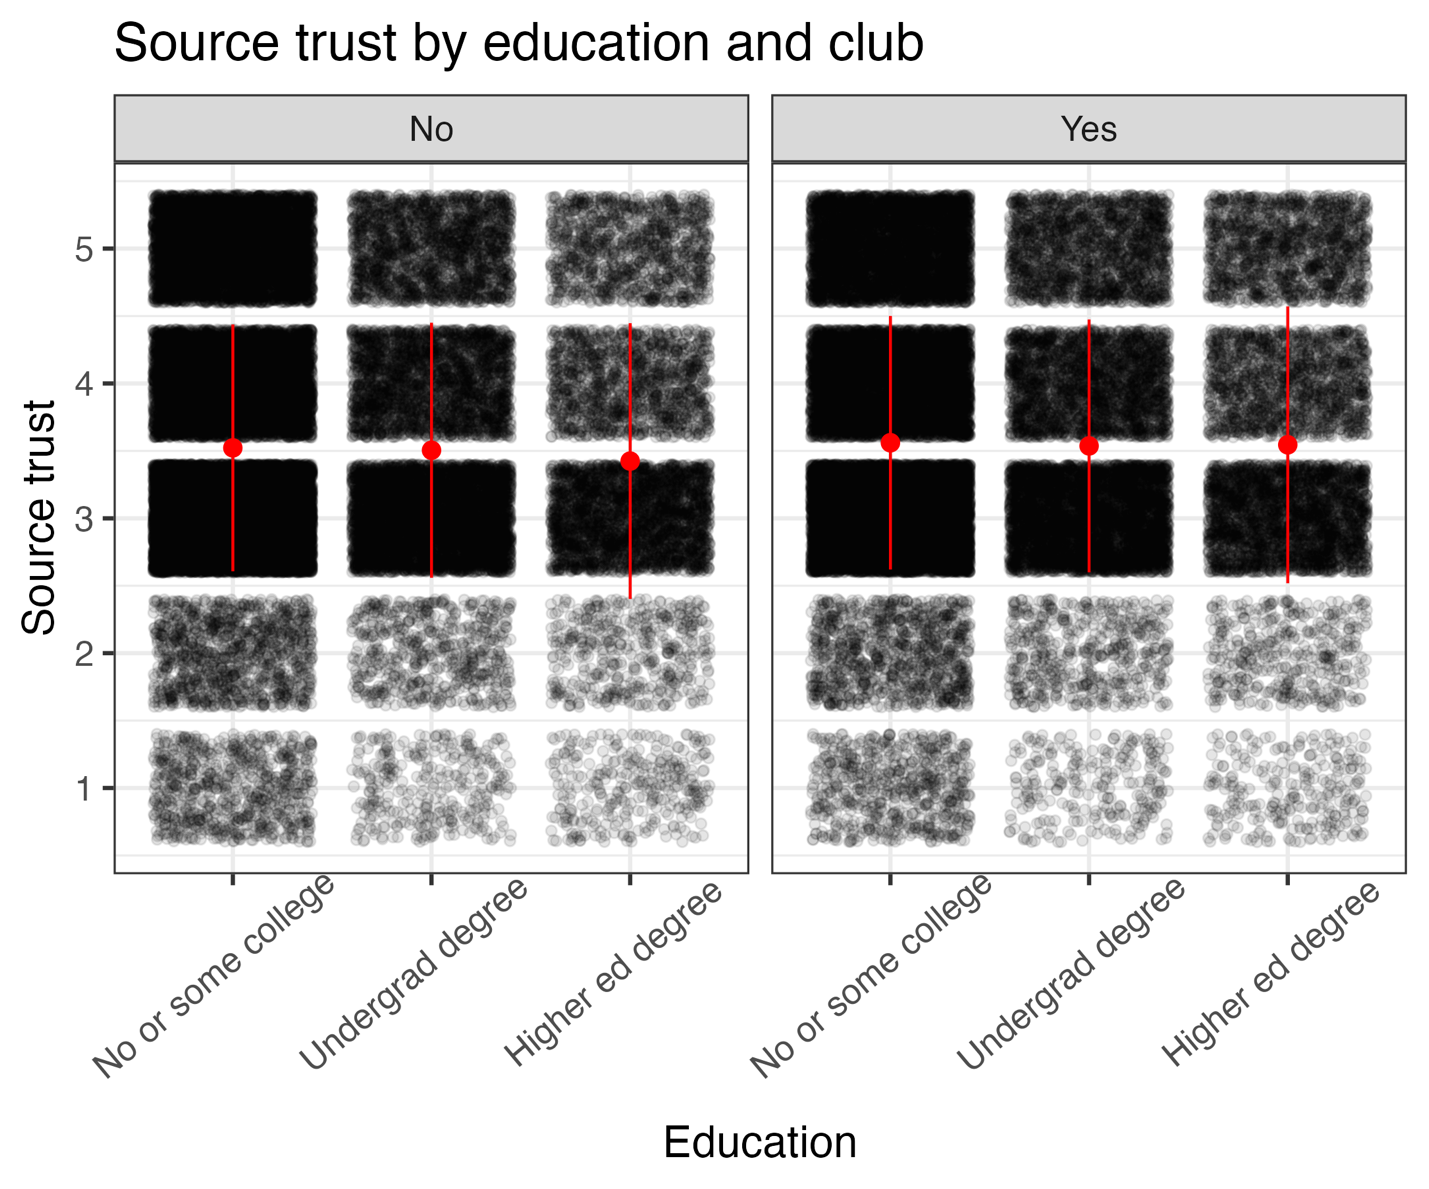 Source trust by education and club
No
Yes
Source trust
5
4
3
2
1
No or some college
Undergrad degree
Higher ed degree
No or some college
Undergrad degree
Higher ed degree
Education